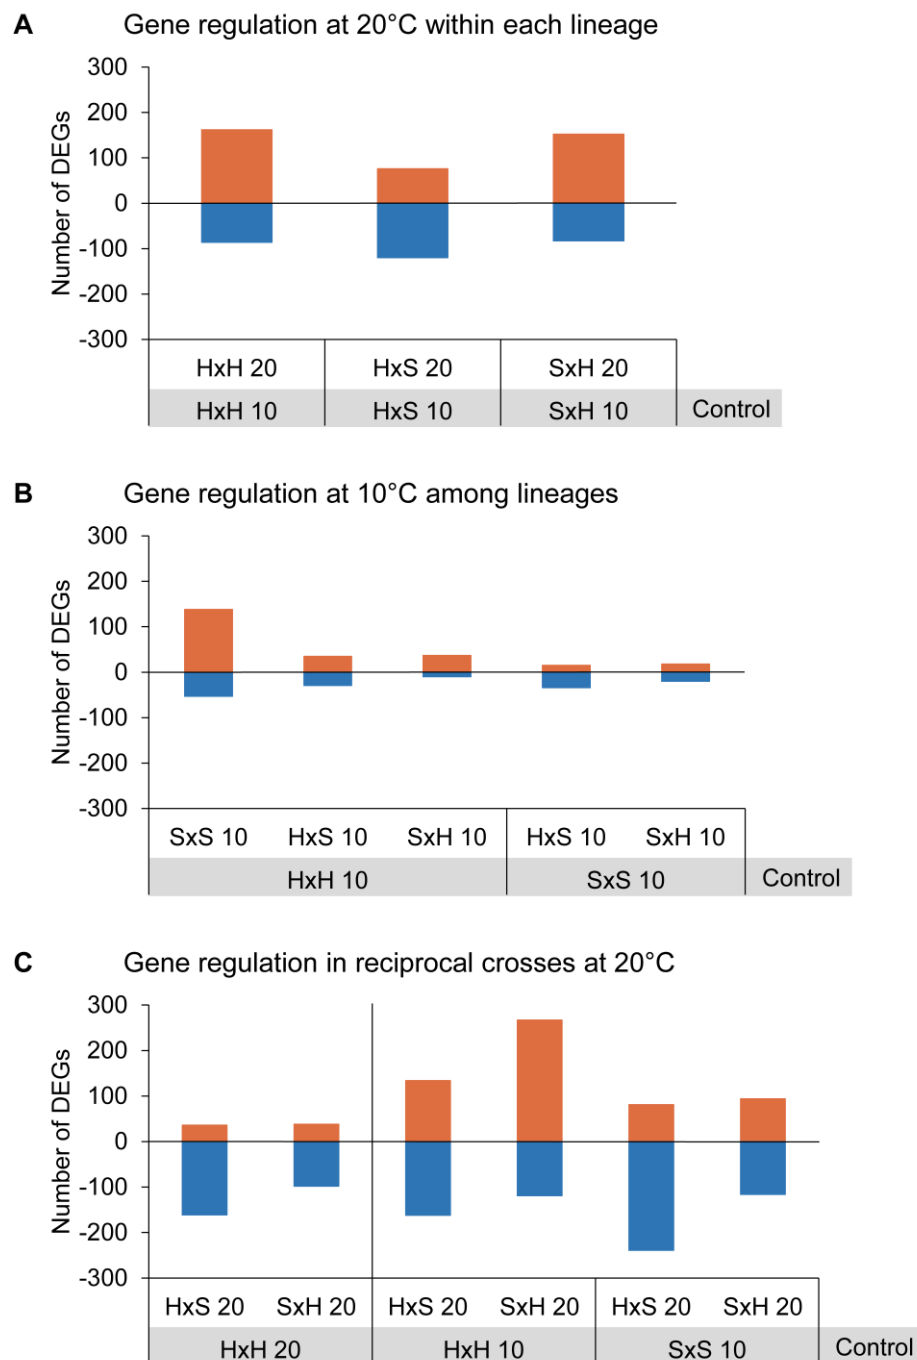 A Gene regulation at 20°C within each lineage
Number of DEGs
300
200
100
0
-100
-200
-300
HxH 20 HxS 20 SxH 20
HxH 10 HxS 10 SxH 10 Control
B Gene regulation at 10°C among lineages
Number of DEGs
300
200
100
0
-100
-200
-300
SxS 10 HxS 10 SxH 10 HxS 10 SxH 10
HxH 10 SxS 10 Control
C Gene regulation in reciprocal crosses at 20°C
Number of DEGs
300
200
100
0
-100
-200
-300
HxS 20 SxH 20 HxS 20 SxH 20 HxS 20 SxH 20
HxH 20 HxH 10 SxS 10 Control